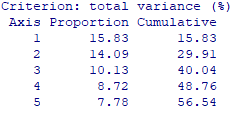 Criterion: total variance (%)
Axis Proportion Cumulative
1 15.83 15.83
2 14.09 29.91
3 10.13 40.04
4 8.72 48.76
5 7.78 56.54